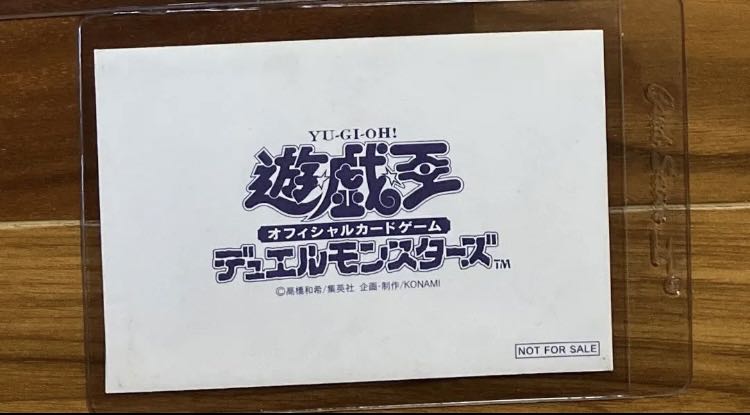 YU-GI-OH!
遊戯王
オフィシャルカードゲーム
デュエルモンスターズ™
©高橋和希/集英社 企画・制作/KONAMI
NOT FOR SALE